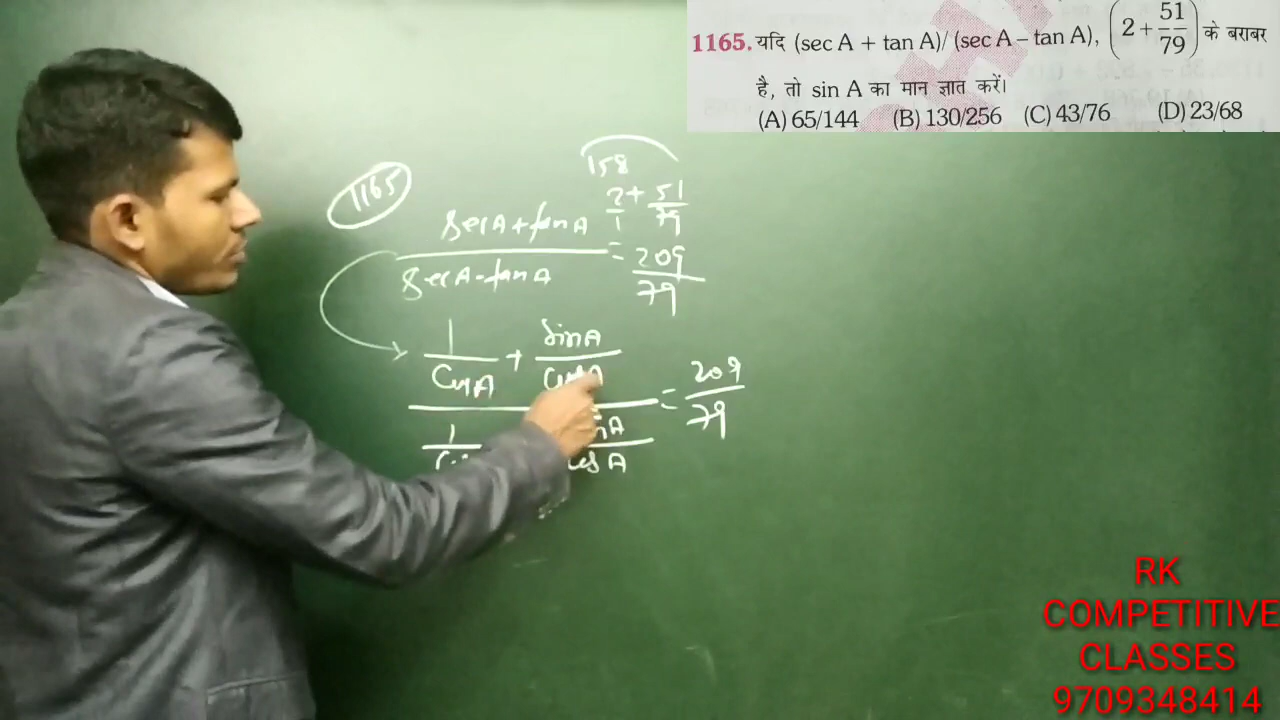 1165. यदि (sec A + tan A)/ (sec A – tan A), (2 + 51/79) के बराबर
है, तो sin A का मान ज्ञात करें।
(A) 65/144 (B) 130/256 (C) 43/76 (D) 23/68
1165
158
2/1 + 51/79
secA + tanA / secA - tanA = 209/79
1/CosA + sinA/CosA
= 209/79
1
CosA
RK
COMPETITIVE
CLASSES
9709348414